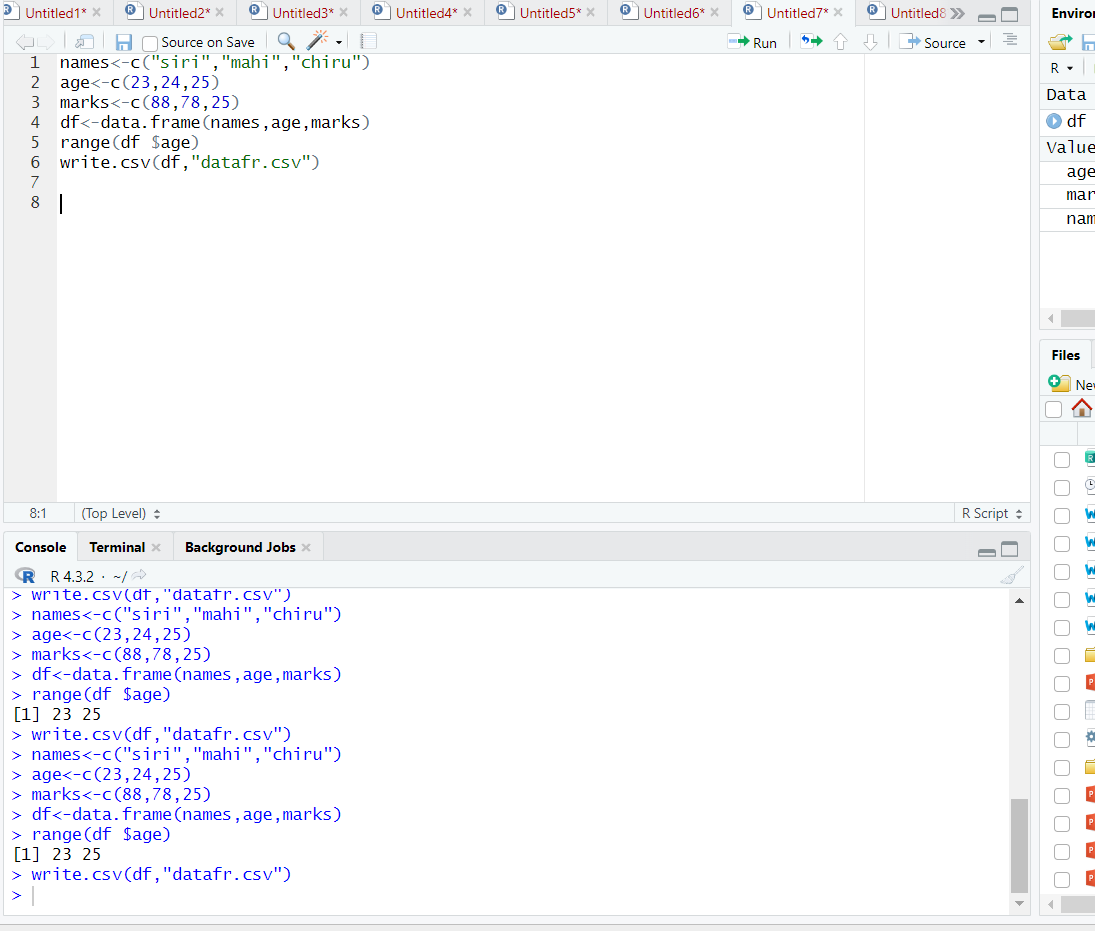 Untitled1* Untitled2* Untitled3* Untitled4* Untitled5* Untitled6* Untitled7* Untitled8
Source on Save Run Source
1 names<-c("siri","mahi","chiru")
2 age<-c(23,24,25)
3 marks<-c(88,78,25)
4 df<-data.frame(names,age,marks)
5 range(df $age)
6 write.csv(df,"datafr.csv")
7
8
8:1 (Top Level) R Script
Console Terminal Background Jobs
R 4.3.2 · ~/
> write.csv(df,"datafr.csv")
> names<-c("siri","mahi","chiru")
> age<-c(23,24,25)
> marks<-c(88,78,25)
> df<-data.frame(names,age,marks)
> range(df $age)
[1] 23 25
> write.csv(df,"datafr.csv")
> names<-c("siri","mahi","chiru")
> age<-c(23,24,25)
> marks<-c(88,78,25)
> df<-data.frame(names,age,marks)
> range(df $age)
[1] 23 25
> write.csv(df,"datafr.csv")
>
Enviro
R
Data
df
Value
age
mar
nam
Files
New